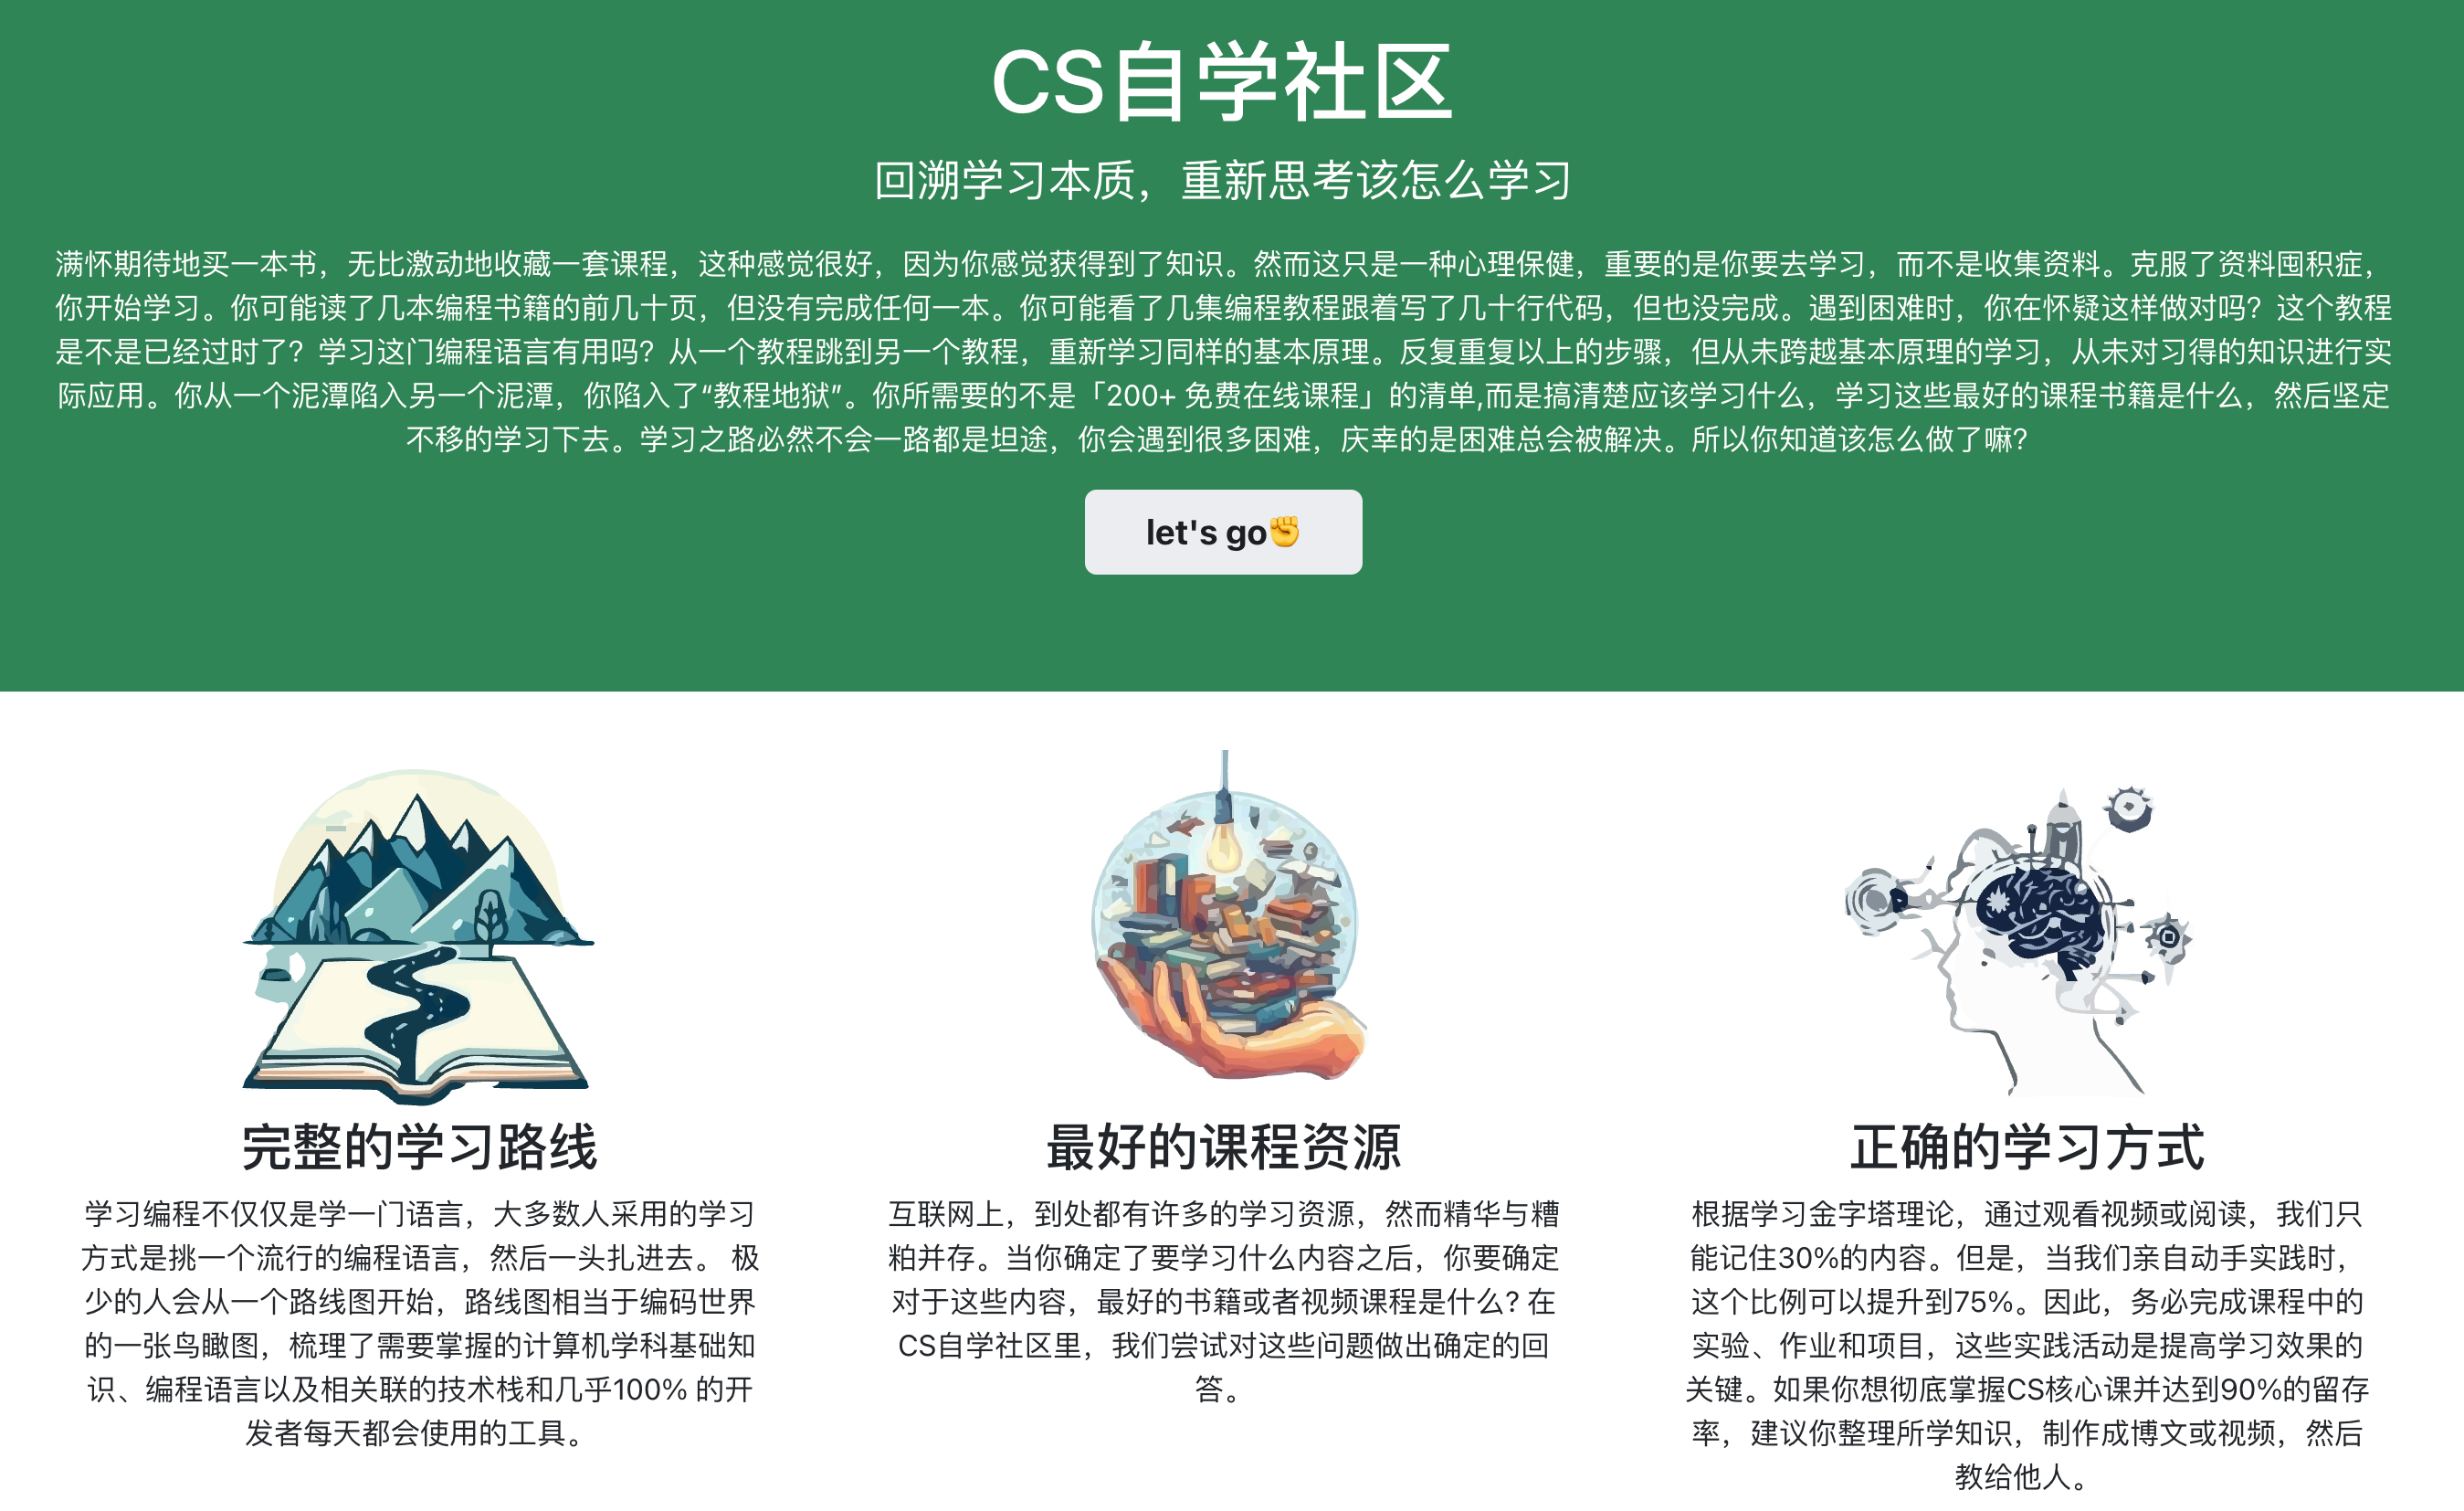 CS自学社区
回溯学习本质，重新思考该怎么学习
满怀期待地买一本书，无比激动地收藏一套课程，这种感觉很好，因为你感觉获得到了知识。然而这只是一种心理保健，重要的是你要去学习，而不是收集资料。克服了资料囤积症，
你开始学习。你可能读了几本编程书籍的前几十页，但没有完成任何一本。你可能看了几集编程教程跟着写了几十行代码，但也没完成。遇到困难时，你在怀疑这样做对吗？这个教程
是不是已经过时了？学习这门编程语言有用吗？从一个教程跳到另一个教程，重新学习同样的基本原理。反复重复以上的步骤，但从未跨越基本原理的学习，从未对习得的知识进行实
际应用。你从一个泥潭陷入另一个泥潭，你陷入了“教程地狱”。你所需要的不是「200+ 免费在线课程」的清单,而是搞清楚应该学习什么，学习这些最好的课程书籍是什么，然后坚定
不移的学习下去。学习之路必然不会一路都是坦途，你会遇到很多困难，庆幸的是困难总会被解决。所以你知道该怎么做了嘛？
let's go✊
完整的学习路线
学习编程不仅仅是学一门语言，大多数人采用的学习
方式是挑一个流行的编程语言，然后一头扎进去。 极
少的人会从一个路线图开始，路线图相当于编码世界
的一张鸟瞰图，梳理了需要掌握的计算机学科基础知
识、编程语言以及相关联的技术栈和几乎100% 的开
发者每天都会使用的工具。
最好的课程资源
互联网上，到处都有许多的学习资源，然而精华与糟
粕并存。当你确定了要学习什么内容之后，你要确定
对于这些内容，最好的书籍或者视频课程是什么? 在
CS自学社区里，我们尝试对这些问题做出确定的回
答。
正确的学习方式
根据学习金字塔理论，通过观看视频或阅读，我们只
能记住30%的内容。但是，当我们亲自动手实践时，
这个比例可以提升到75%。因此，务必完成课程中的
实验、作业和项目，这些实践活动是提高学习效果的
关键。如果你想彻底掌握CS核心课并达到90%的留存
率，建议你整理所学知识，制作成博文或视频，然后
教给他人。